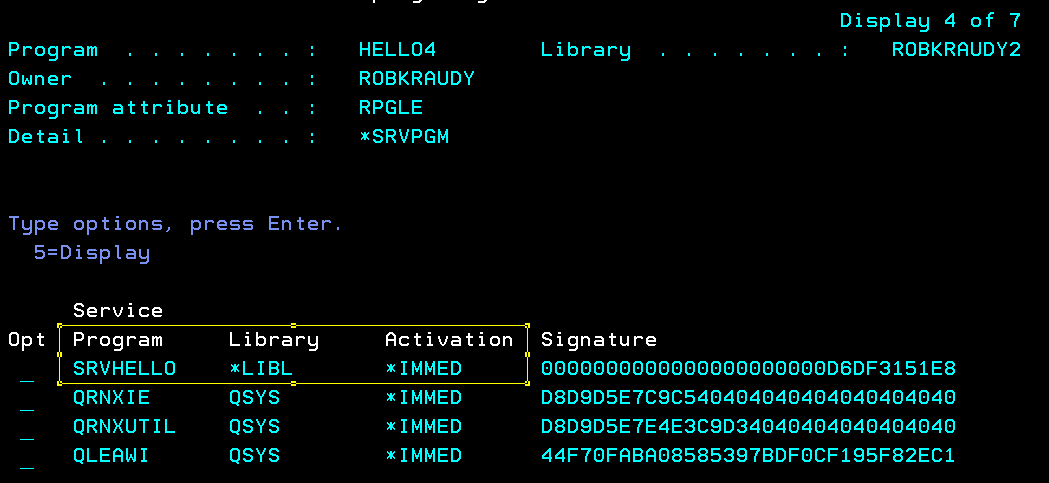 Display 4 of 7
Program . . . . . . . : HELLO4 Library . . . . . . . : ROBKRAUDY2
Owner . . . . . . . . : ROBKRAUDY
Program attribute . . : RPGLE
Detail . . . . . . . . : *SRVPGM
Type options, press Enter.
5=Display
Service
Opt Program Library Activation Signature
_ SRVHELLO *LIBL *IMMED 0000000000000000000000D6DF3151E8
_ QRNXIE QSYS *IMMED D8D9D5E7C9C540404040404040404040
_ QRNXUTIL QSYS *IMMED D8D9D5E7E4E3C9D34040404040404040
_ QLEAWI QSYS *IMMED 44F70FABA08585397BDF0CF195F82EC1